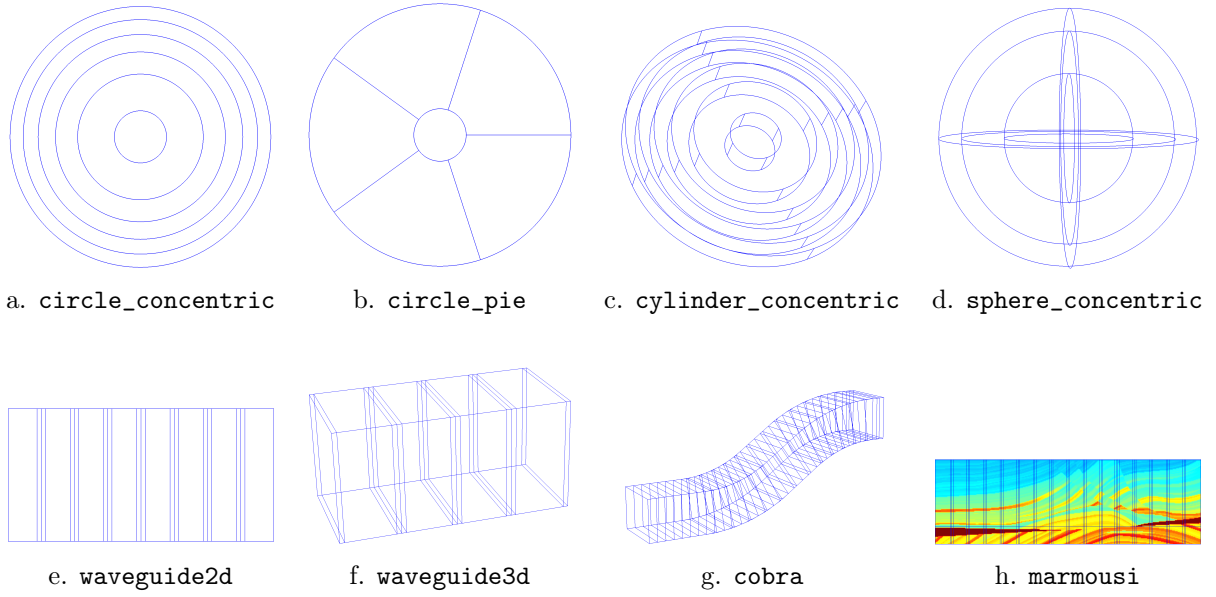 a. circle_concentric
b. circle_pie
c. cylinder_concentric
d. sphere_concentric
e. waveguide2d
f. waveguide3d
g. cobra
h. marmousi